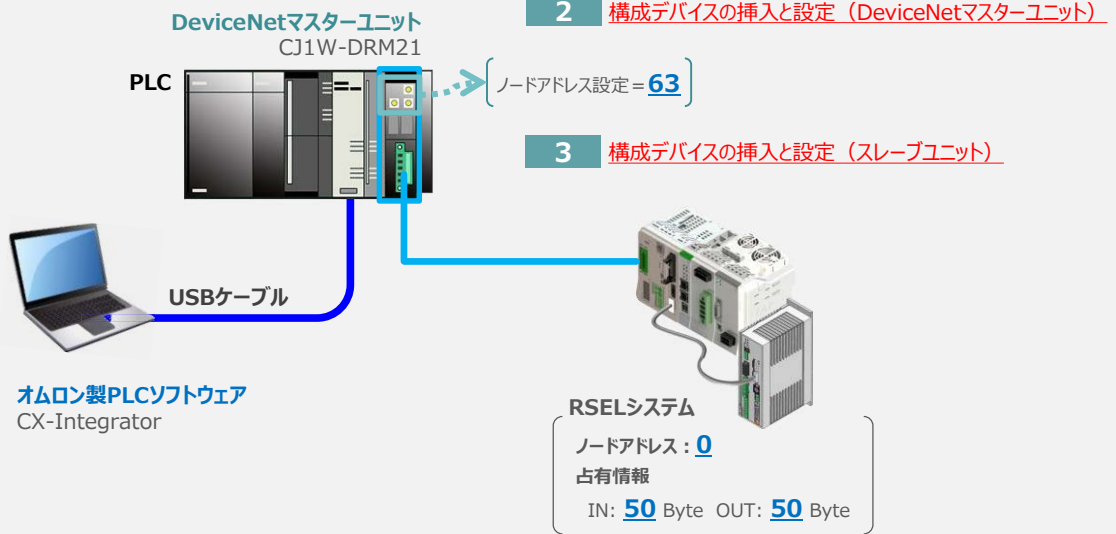 DeviceNetマスターユニット
CJ1W-DRM21
PLC
2 構成デバイスの挿入と設定（DeviceNetマスターユニット）
ノードアドレス設定＝63
3 構成デバイスの挿入と設定（スレーブユニット）
USBケーブル
オムロン製PLCソフトウェア
CX-Integrator
RSELシステム
ノードアドレス：0
占有情報
IN: 50 Byte OUT: 50 Byte